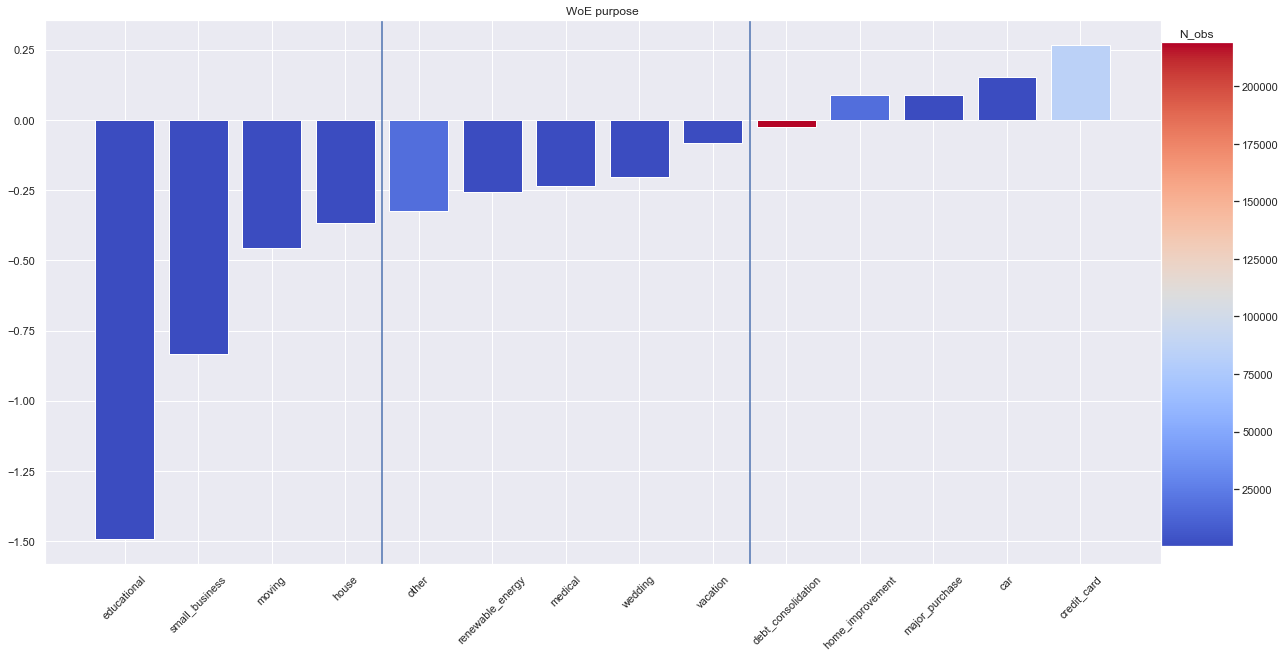 WoE purpose
N_obs
0.25
0.00
−0.25
−0.50
−0.75
−1.00
−1.25
−1.50
200000
175000
150000
125000
100000
75000
50000
25000
educational
small_business
moving
house
other
renewable_energy
medical
wedding
vacation
debt_consolidation
home_improvement
major_purchase
car
credit_card